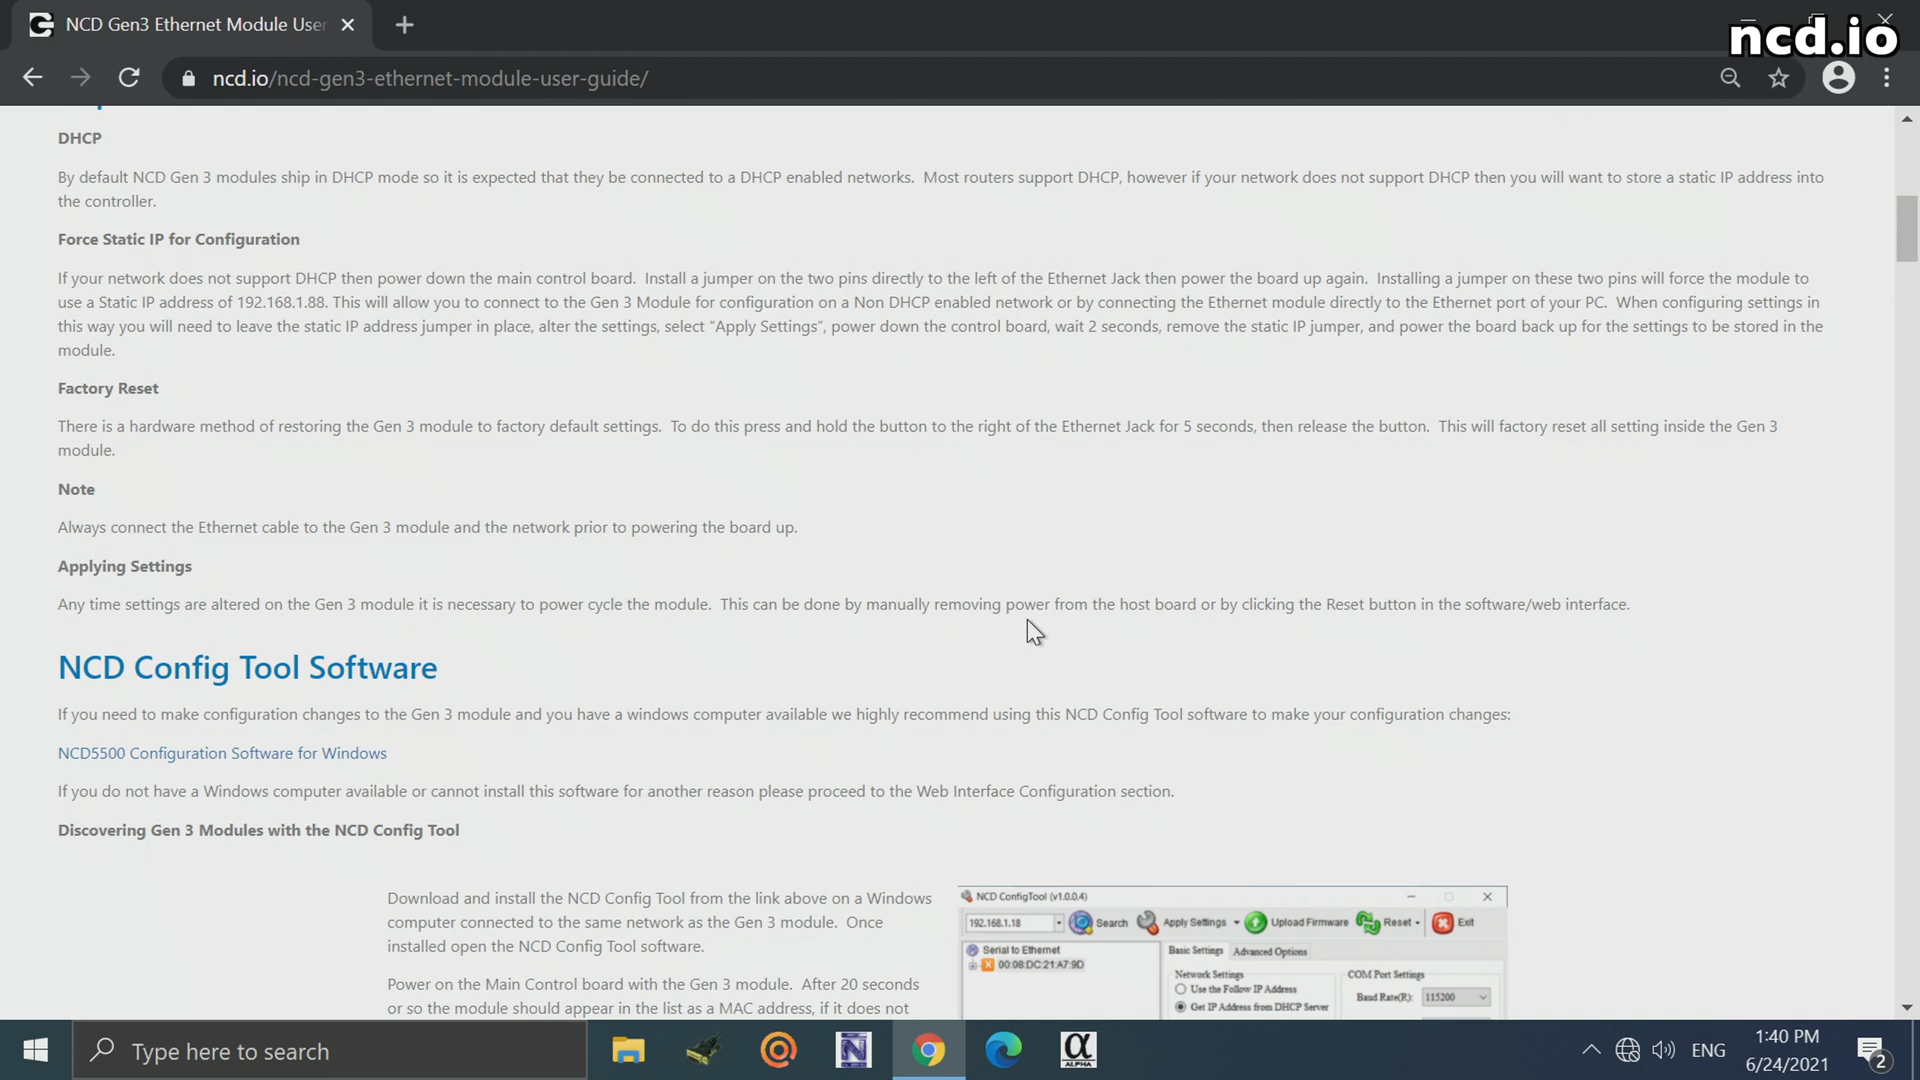 NCD Gen3 Ethernet Module User
ncd.io
ncd.io/ncd-gen3-ethernet-module-user-guide/
DHCP
By default NCD Gen 3 modules ship in DHCP mode so it is expected that they be connected to a DHCP enabled networks.  Most routers support DHCP, however if your network does not support DHCP then you will want to store a static IP address into
the controller.
Force Static IP for Configuration
If your network does not support DHCP then power down the main control board.  Install a jumper on the two pins directly to the left of the Ethernet Jack then power the board up again.  Installing a jumper on these two pins will force the module to
use a Static IP address of 192.168.1.88. This will allow you to connect to the Gen 3 Module for configuration on a Non DHCP enabled network or by connecting the Ethernet module directly to the Ethernet port of your PC.  When configuring settings in
this way you will need to leave the static IP address jumper in place, alter the settings, select “Apply Settings”, power down the control board, wait 2 seconds, remove the static IP jumper, and power the board back up for the settings to be stored in the
module.
Factory Reset
There is a hardware method of restoring the Gen 3 module to factory default settings.  To do this press and hold the button to the right of the Ethernet Jack for 5 seconds, then release the button.  This will factory reset all setting inside the Gen 3
module.
Note
Always connect the Ethernet cable to the Gen 3 module and the network prior to powering the board up.
Applying Settings
Any time settings are altered on the Gen 3 module it is necessary to power cycle the module.  This can be done by manually removing power from the host board or by clicking the Reset button in the software/web interface.
NCD Config Tool Software
If you need to make configuration changes to the Gen 3 module and you have a windows computer available we highly recommend using this NCD Config Tool software to make your configuration changes:
NCD5500 Configuration Software for Windows
If you do not have a Windows computer available or cannot install this software for another reason please proceed to the Web Interface Configuration section.
Discovering Gen 3 Modules with the NCD Config Tool
Download and install the NCD Config Tool from the link above on a Windows
computer connected to the same network as the Gen 3 module.  Once
installed open the NCD Config Tool software.
Power on the Main Control board with the Gen 3 module.  After 20 seconds
or so the module should appear in the list as a MAC address, if it does not
NCD ConfigTool (v1.0.0.4)
192.168.1.18 Search Apply Settings Upload Firmware Reset Exit
Serial to Ethernet
00:08:DC:21:A7:9D
Basic Settings Advanced Options
Network Settings COM Port Settings
Use the Follow IP Address
Baud Rate(R): 115200
Get IP Address from DHCP Server
Type here to search
N
α
ALPHA
ENG
1:40 PM
6/24/2021
2